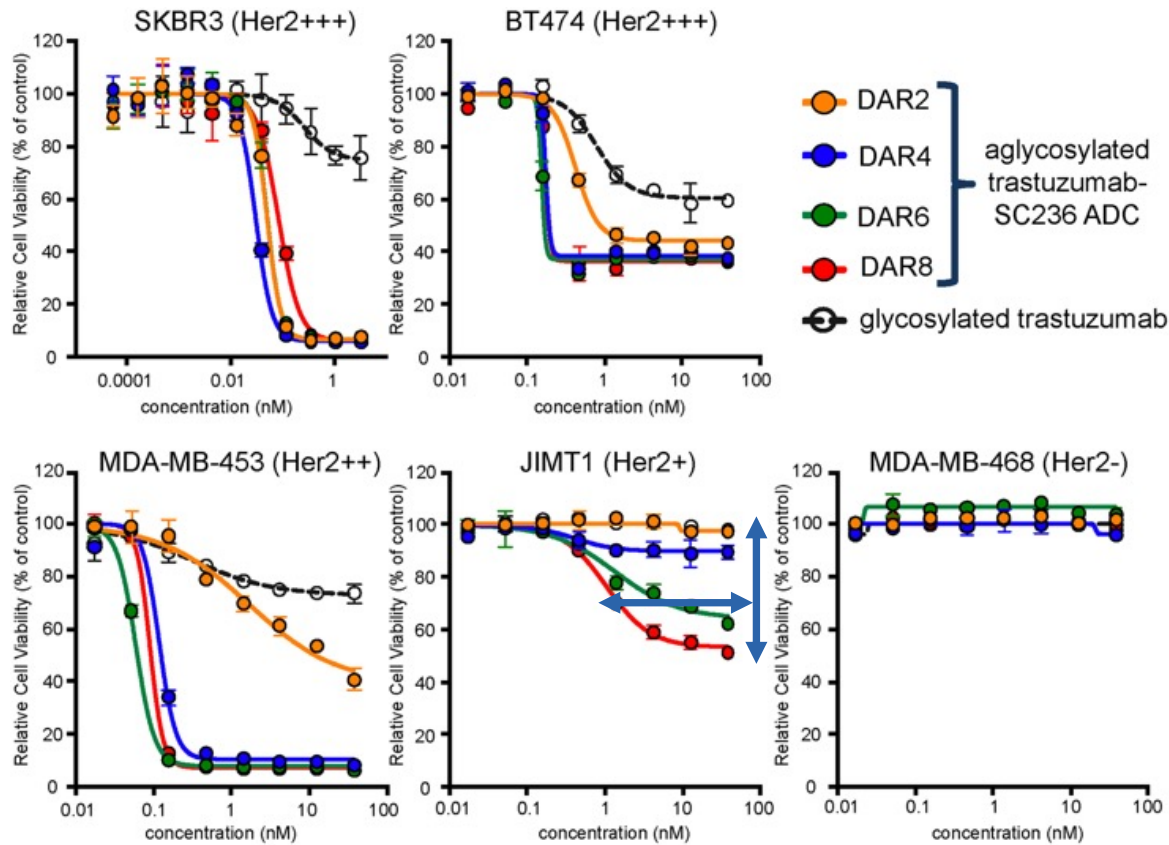 SKBR3 (Her2+++)
Relative Cell Viability (% of control)
120
100
80
60
40
20
0
0.0001
0.01
1
concentration (nM)
BT474 (Her2+++)
Relative Cell Viability (% of control)
120
100
80
60
40
20
0
0.01
0.1
1
10
100
concentration (nM)
DAR2
DAR4
DAR6
DAR8
aglycosylated
trastuzumab-
SC236 ADC
glycosylated trastuzumab
MDA-MB-453 (Her2++)
Relative Cell Viability (% of control)
120
100
80
60
40
20
0
0.01
0.1
1
10
100
concentration (nM)
JIMT1 (Her2+)
Relative Cell Viability (% of control)
120
100
80
60
40
20
0
0.01
0.1
1
10
100
concentration (nM)
MDA-MB-468 (Her2-)
Relative Cell Viability (% of control)
120
100
80
60
40
20
0
0.01
0.1
1
10
100
concentration (nM)